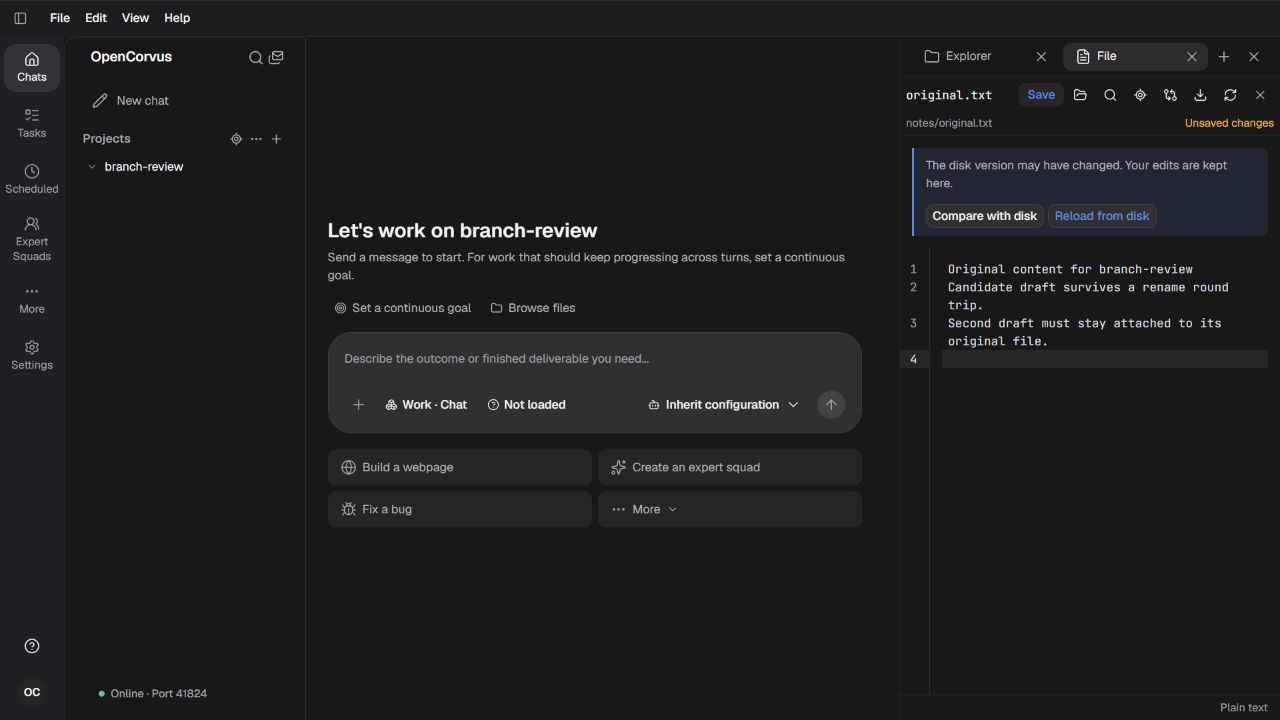 File Edit View Help
Chats
Tasks
Scheduled
Expert
Squads
More
Settings
OC
OpenCorvus
New chat
Projects
branch-review
Online · Port 41824
Let's work on branch-review
Send a message to start. For work that should keep progressing across turns, set a continuous
goal.
Set a continuous goal Browse files
Describe the outcome or finished deliverable you need...
Work · Chat Not loaded Inherit configuration
Build a webpage Create an expert squad
Fix a bug More
Explorer File
original.txt Save
notes/original.txt Unsaved changes
The disk version may have changed. Your edits are kept
here.
Compare with disk Reload from disk
1 Original content for branch-review
2 Candidate draft survives a rename round
trip.
3 Second draft must stay attached to its
original file.
4
Plain text